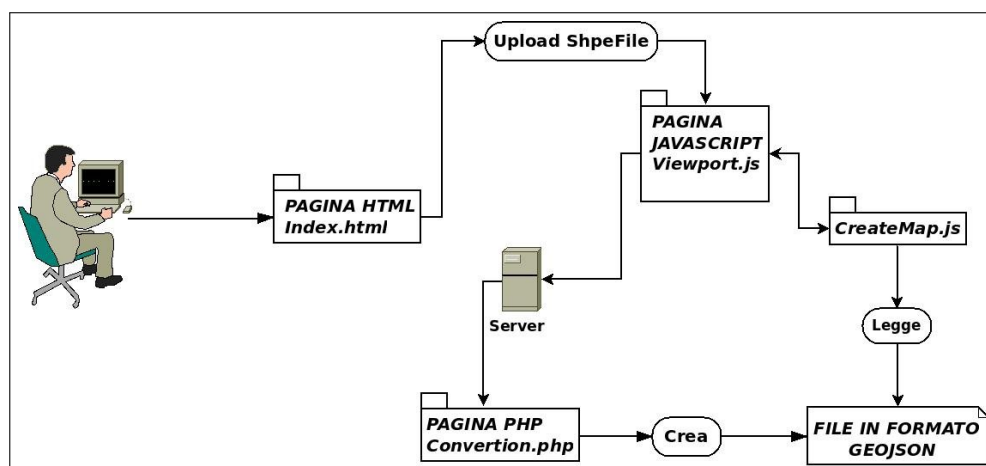 Upload ShpeFile
PAGINA
JAVASCRIPT
Viewport.js
PAGINA HTML
Index.html
CreateMap.js
Server
Legge
PAGINA PHP
Convertion.php
Crea
FILE IN FORMATO
GEOJSON